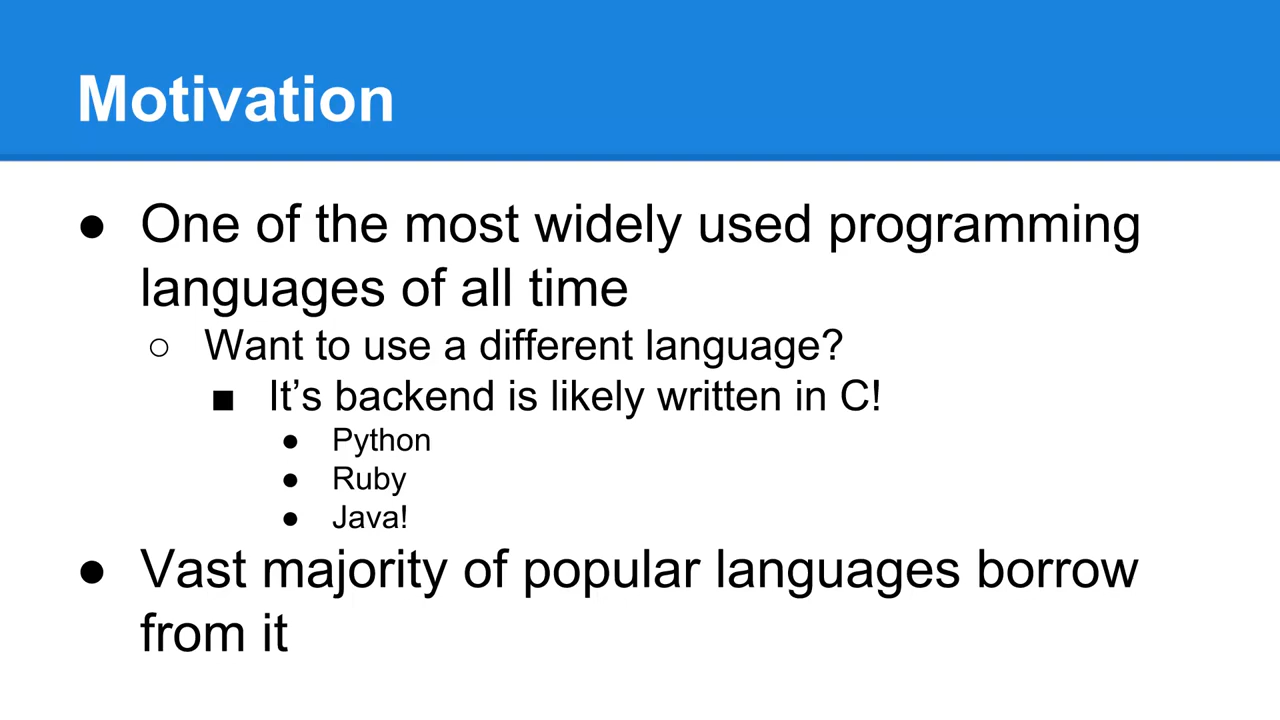 Motivation
● One of the most widely used programming
languages of all time
○ Want to use a different language?
■ It’s backend is likely written in C!
● Python
● Ruby
● Java!
● Vast majority of popular languages borrow
from it